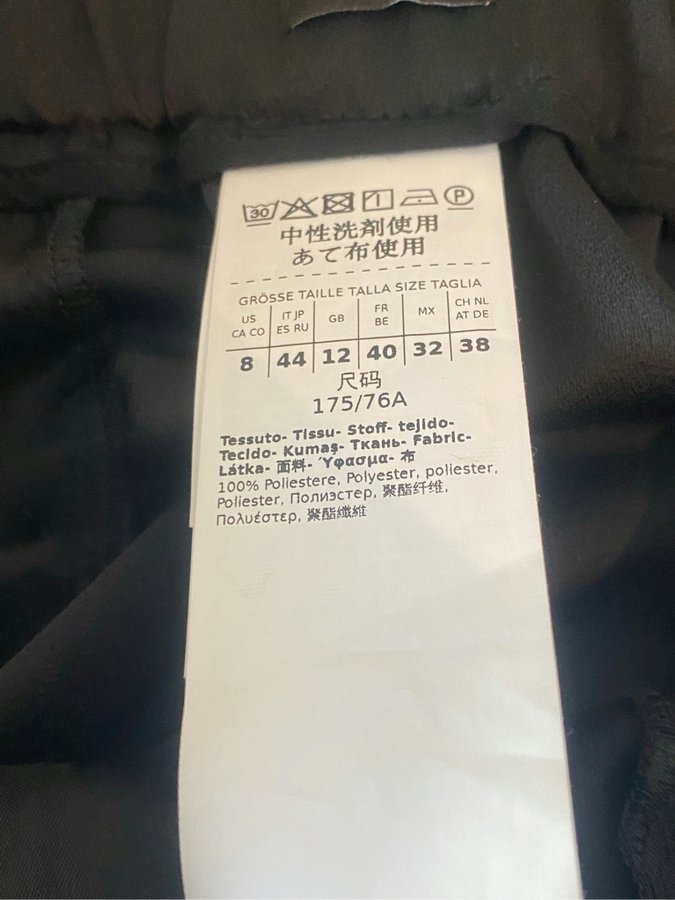 30 P
中性洗剤使用
あて布使用
GRÖSSE TAILLE TALLA SIZE TAGLIA
US CA CO IT JP ES RU GB FR BE MX CH NL AT DE
8 44 12 40 32 38
尺码
175/76A
Tessuto- Tissu- Stoff- tejido-
Tecido- Kumaş- Ткань- Fabric-
Látka- 面料- Ύφασμα- 布
100% Poliestere, Polyester, poliester,
Poliester, Полиэстер, 聚酯纤维,
Πολυέστερ, 聚酯纖維